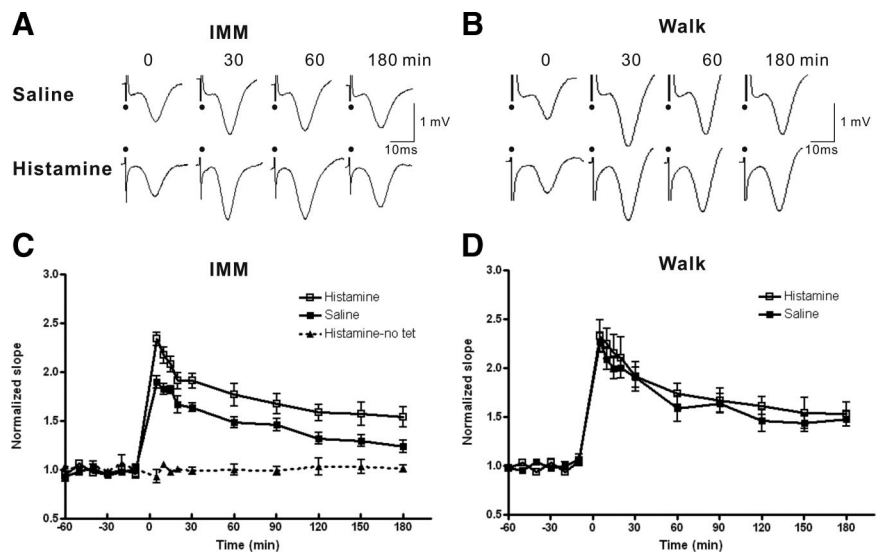 A
IMM
0 30 60 180 min
Saline
1 mV
10ms
Histamine
B
Walk
0 30 60 180 min
1 mV
10ms
C
IMM
Normalized slope
3.0
2.5
2.0
1.5
1.0
0.5
Histamine
Saline
Histamine-no tet
-60 -30 0 30 60 90 120 150 180
Time (min)
D
Walk
Normalized slope
3.0
2.5
2.0
1.5
1.0
0.5
Histamine
Saline
-60 -30 0 30 60 90 120 150 180
Time (min)